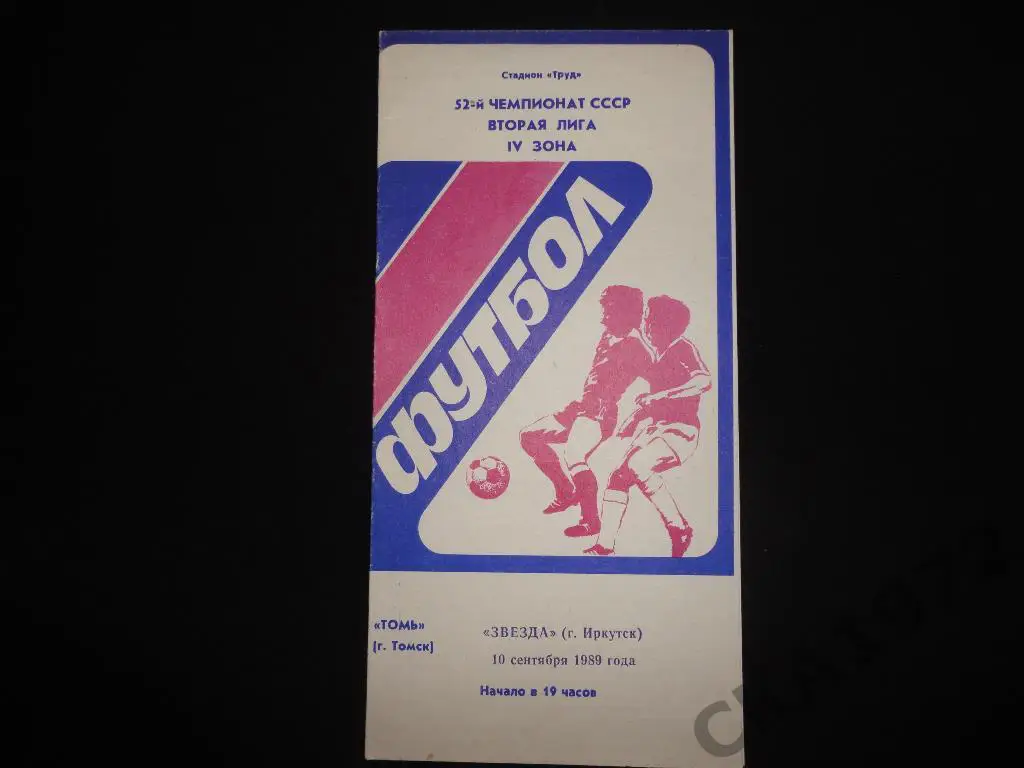 Стадион «Труд»
52-й ЧЕМПИОНАТ СССР
ВТОРАЯ ЛИГА
IV ЗОНА
ФУТБОЛ
«ТОМЬ»
(г. Томск)
«ЗВЕЗДА» (г. Иркутск)
10 сентября 1989 года
Начало в 19 часов